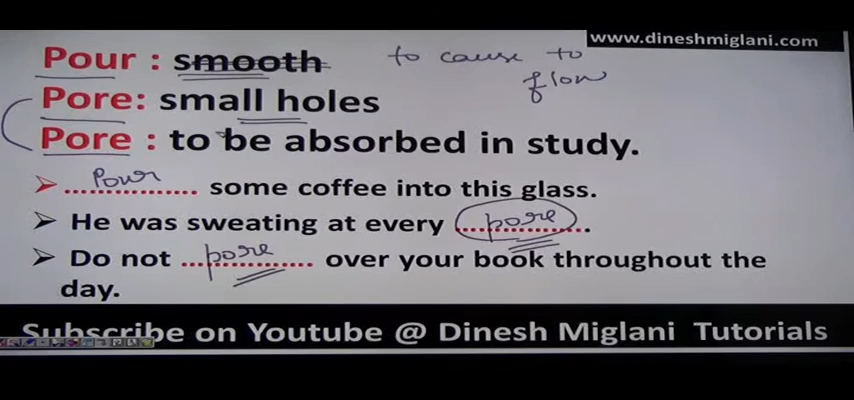 www.dineshmiglani.com
Pour : smooth to cause to
flow
Pore: small holes
Pore : to be absorbed in study.
➤ Pour some coffee into this glass.
➤ He was sweating at every pore.
➤ Do not pore over your book throughout the
day.
Subscribe on Youtube @ Dinesh Miglani Tutorials